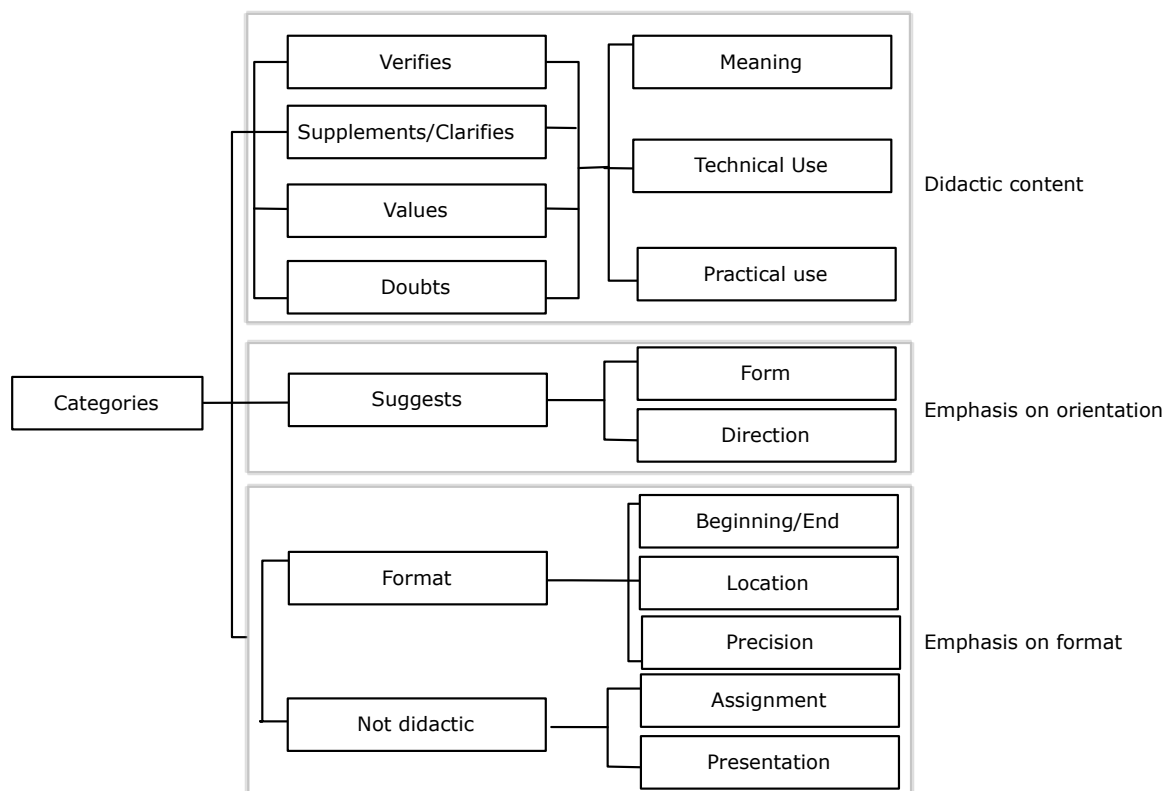 Verifies
Meaning
Supplements/Clarifies
Technical Use
Values
Doubts
Practical use
Didactic content
Categories
Suggests
Form
Direction
Emphasis on orientation
Format
Beginning/End
Location
Precision
Not didactic
Assignment
Presentation
Emphasis on format